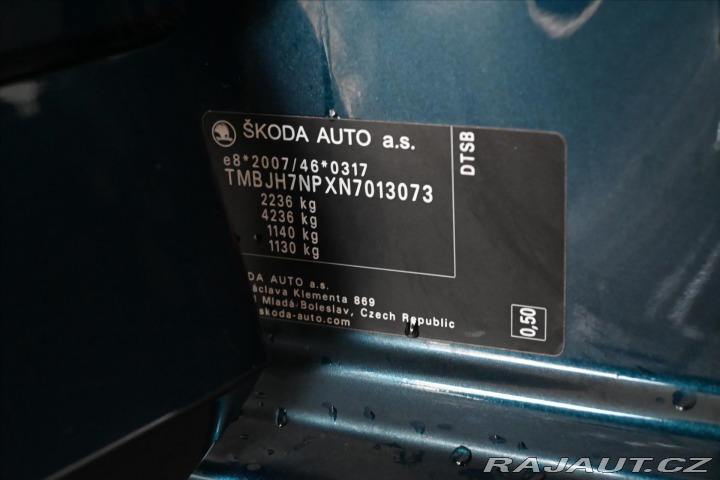 ŠKODA AUTO a.s.
e8*2007/46*0317
TMBJH7NPXN7013073
2236 kg
4236 kg
1140 kg
1130 kg
DTSB
DA AUTO a.s.
áclava Klementa 869
1 Mladá Boleslav, Czech Republic
skoda-auto.com
0,50
RAJAUT.CZ